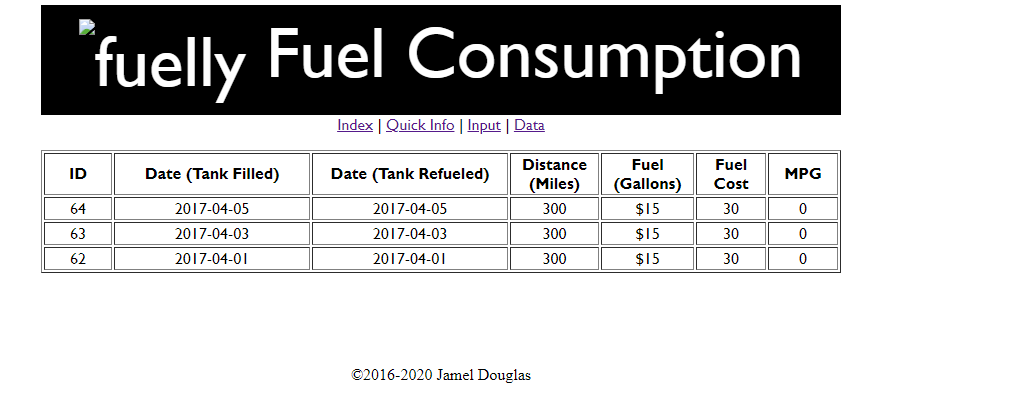 fuelly Fuel Consumption
Index | Quick Info | Input | Data
ID Date (Tank Filled) Date (Tank Refueled) Distance (Miles) Fuel (Gallons) Fuel Cost MPG
64 2017-04-05 2017-04-05 300 $15 30 0
63 2017-04-03 2017-04-03 300 $15 30 0
62 2017-04-01 2017-04-01 300 $15 30 0
©2016-2020 Jamel Douglas